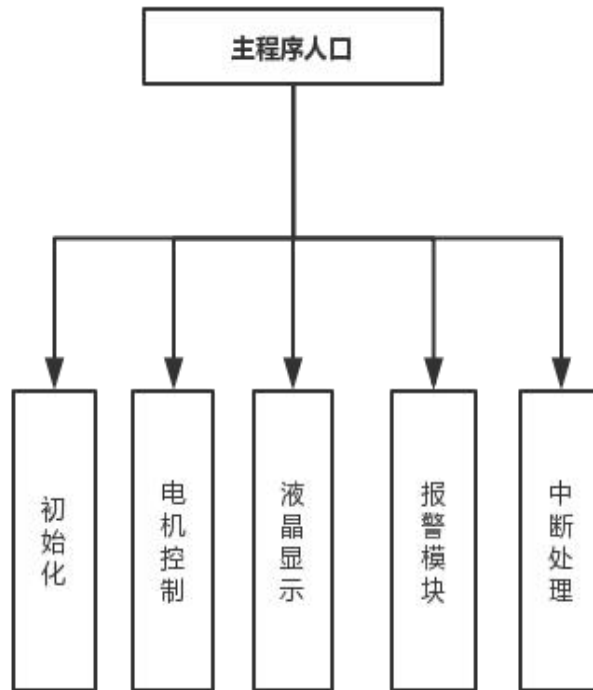 主程序人口
初始化
电机控制
液晶显示
报警模块
中断处理